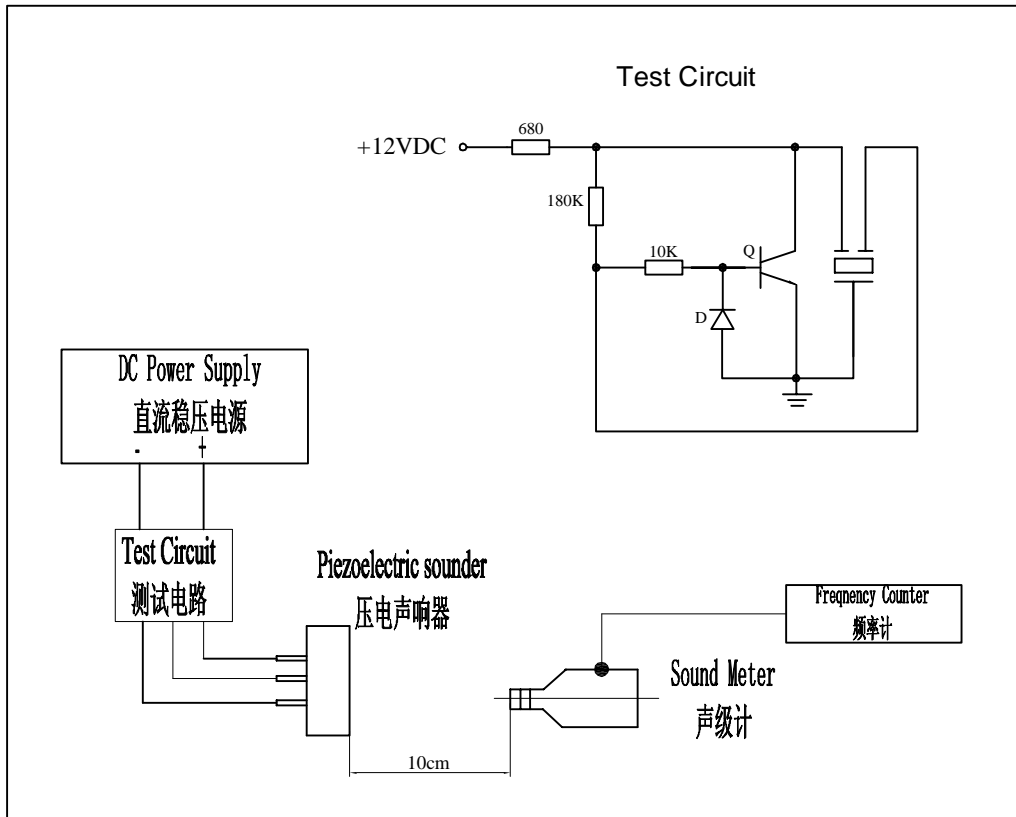 Test Circuit
680
+12VDC
180K
10K
Q
D
DC Power Supply
直流稳压电源
- +
Test Circuit
测试电路
Piezoelectric sounder
压电声响器
Freqnency Counter
频率计
Sound Meter
声级计
10cm